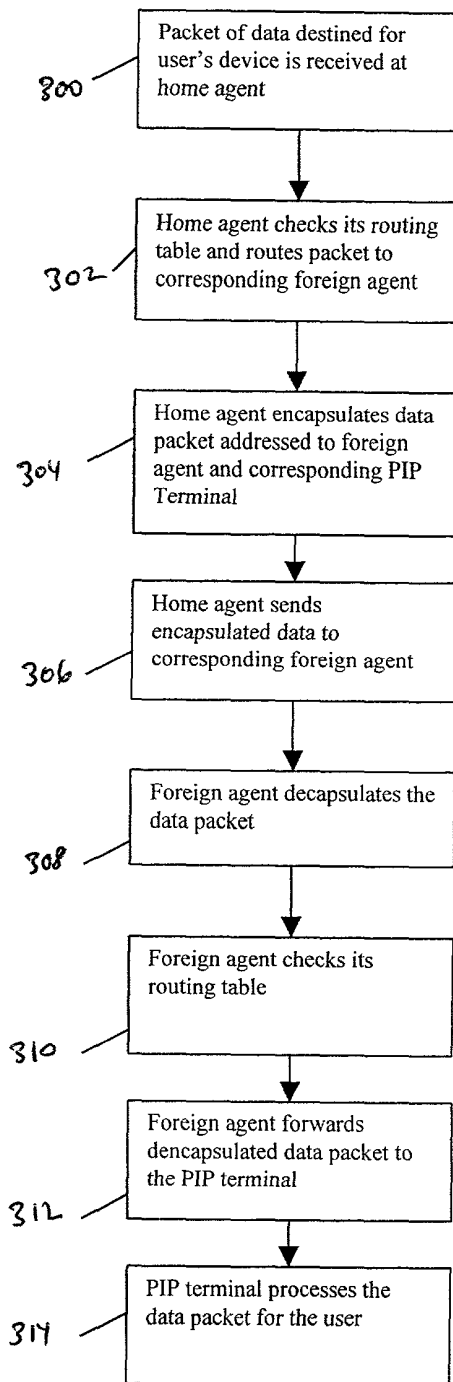 Packet of data destined for
user's device is received at
home agent
300
Home agent checks its routing
table and routes packet to
corresponding foreign agent
302
Home agent encapsulates data
packet addressed to foreign
agent and corresponding PIP
Terminal
304
Home agent sends
encapsulated data to
corresponding foreign agent
306
Foreign agent decapsulates the
data packet
308
Foreign agent checks its
routing table
310
Foreign agent forwards
dencapsulated data packet to
the PIP terminal
312
PIP terminal processes the
data packet for the user
314